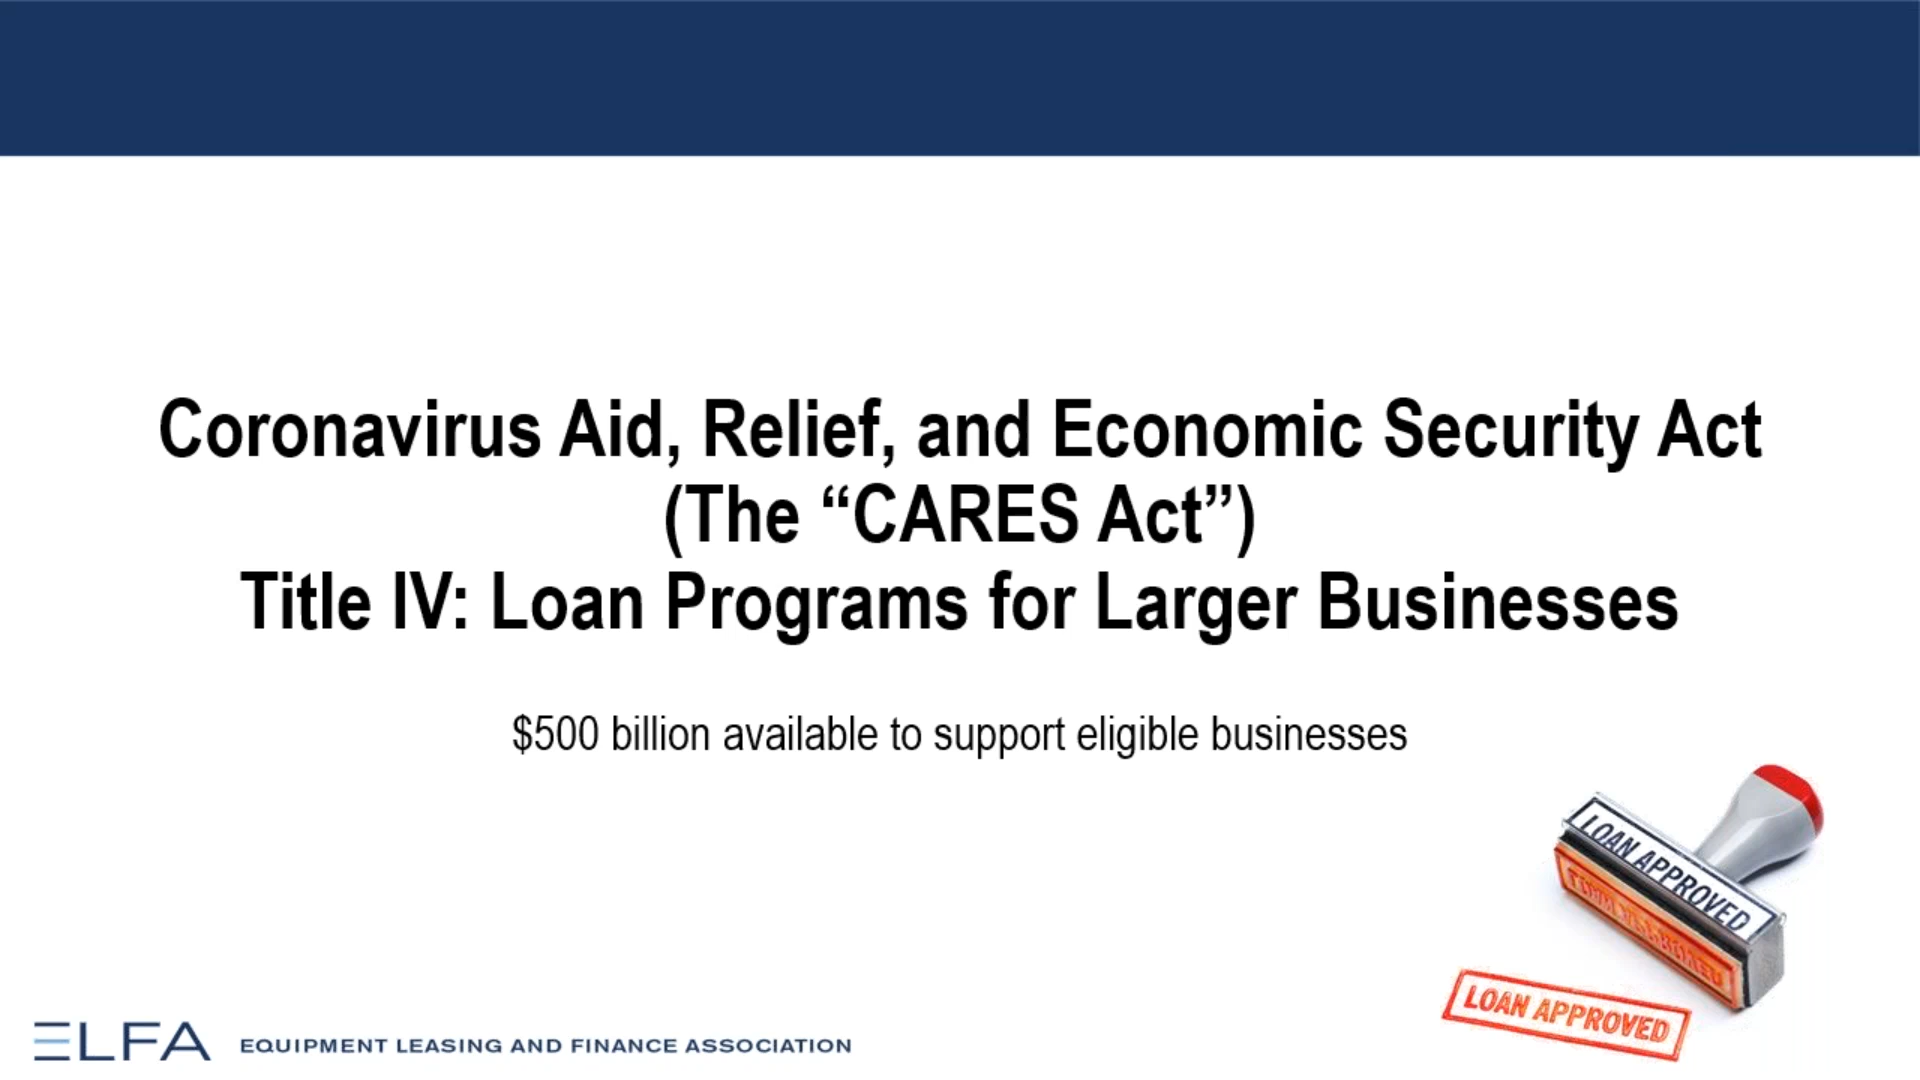 Coronavirus Aid, Relief, and Economic Security Act
(The “CARES Act”)
Title IV: Loan Programs for Larger Businesses
$500 billion available to support eligible businesses
LOAN APPROVED
LOAN APPROVED
ELFA EQUIPMENT LEASING AND FINANCE ASSOCIATION